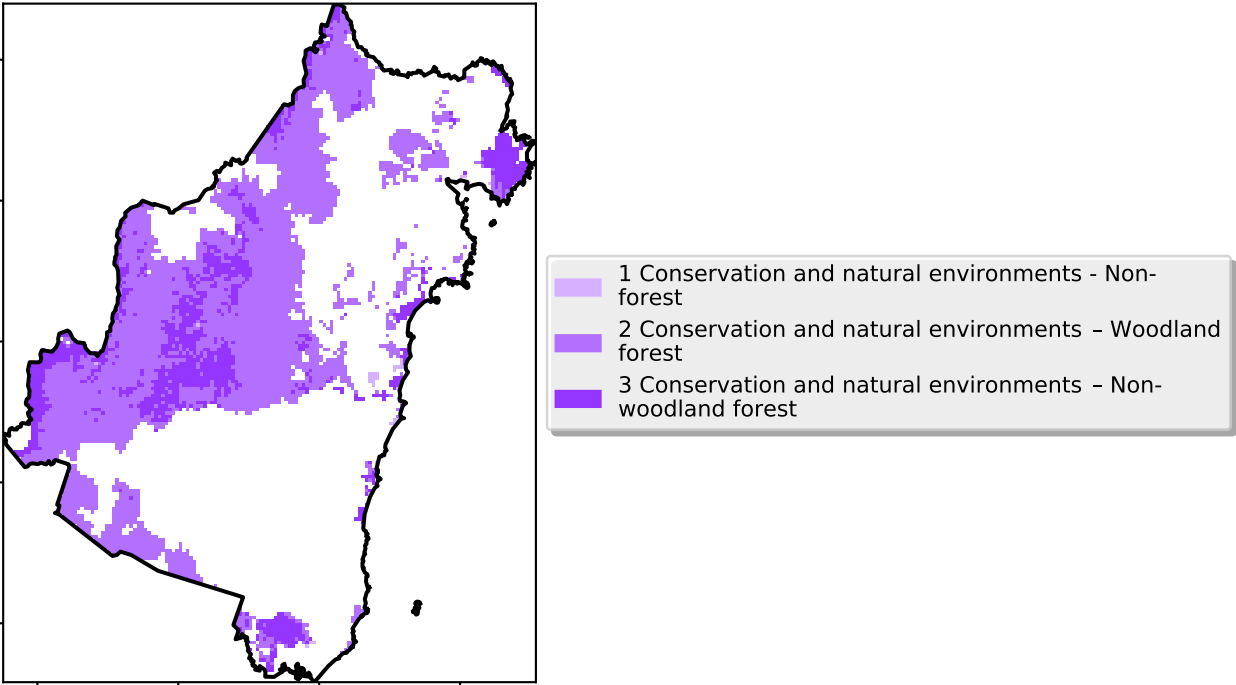 1 Conservation and natural environments - Non-
forest
2 Conservation and natural environments – Woodland
forest
3 Conservation and natural environments – Non-
woodland forest